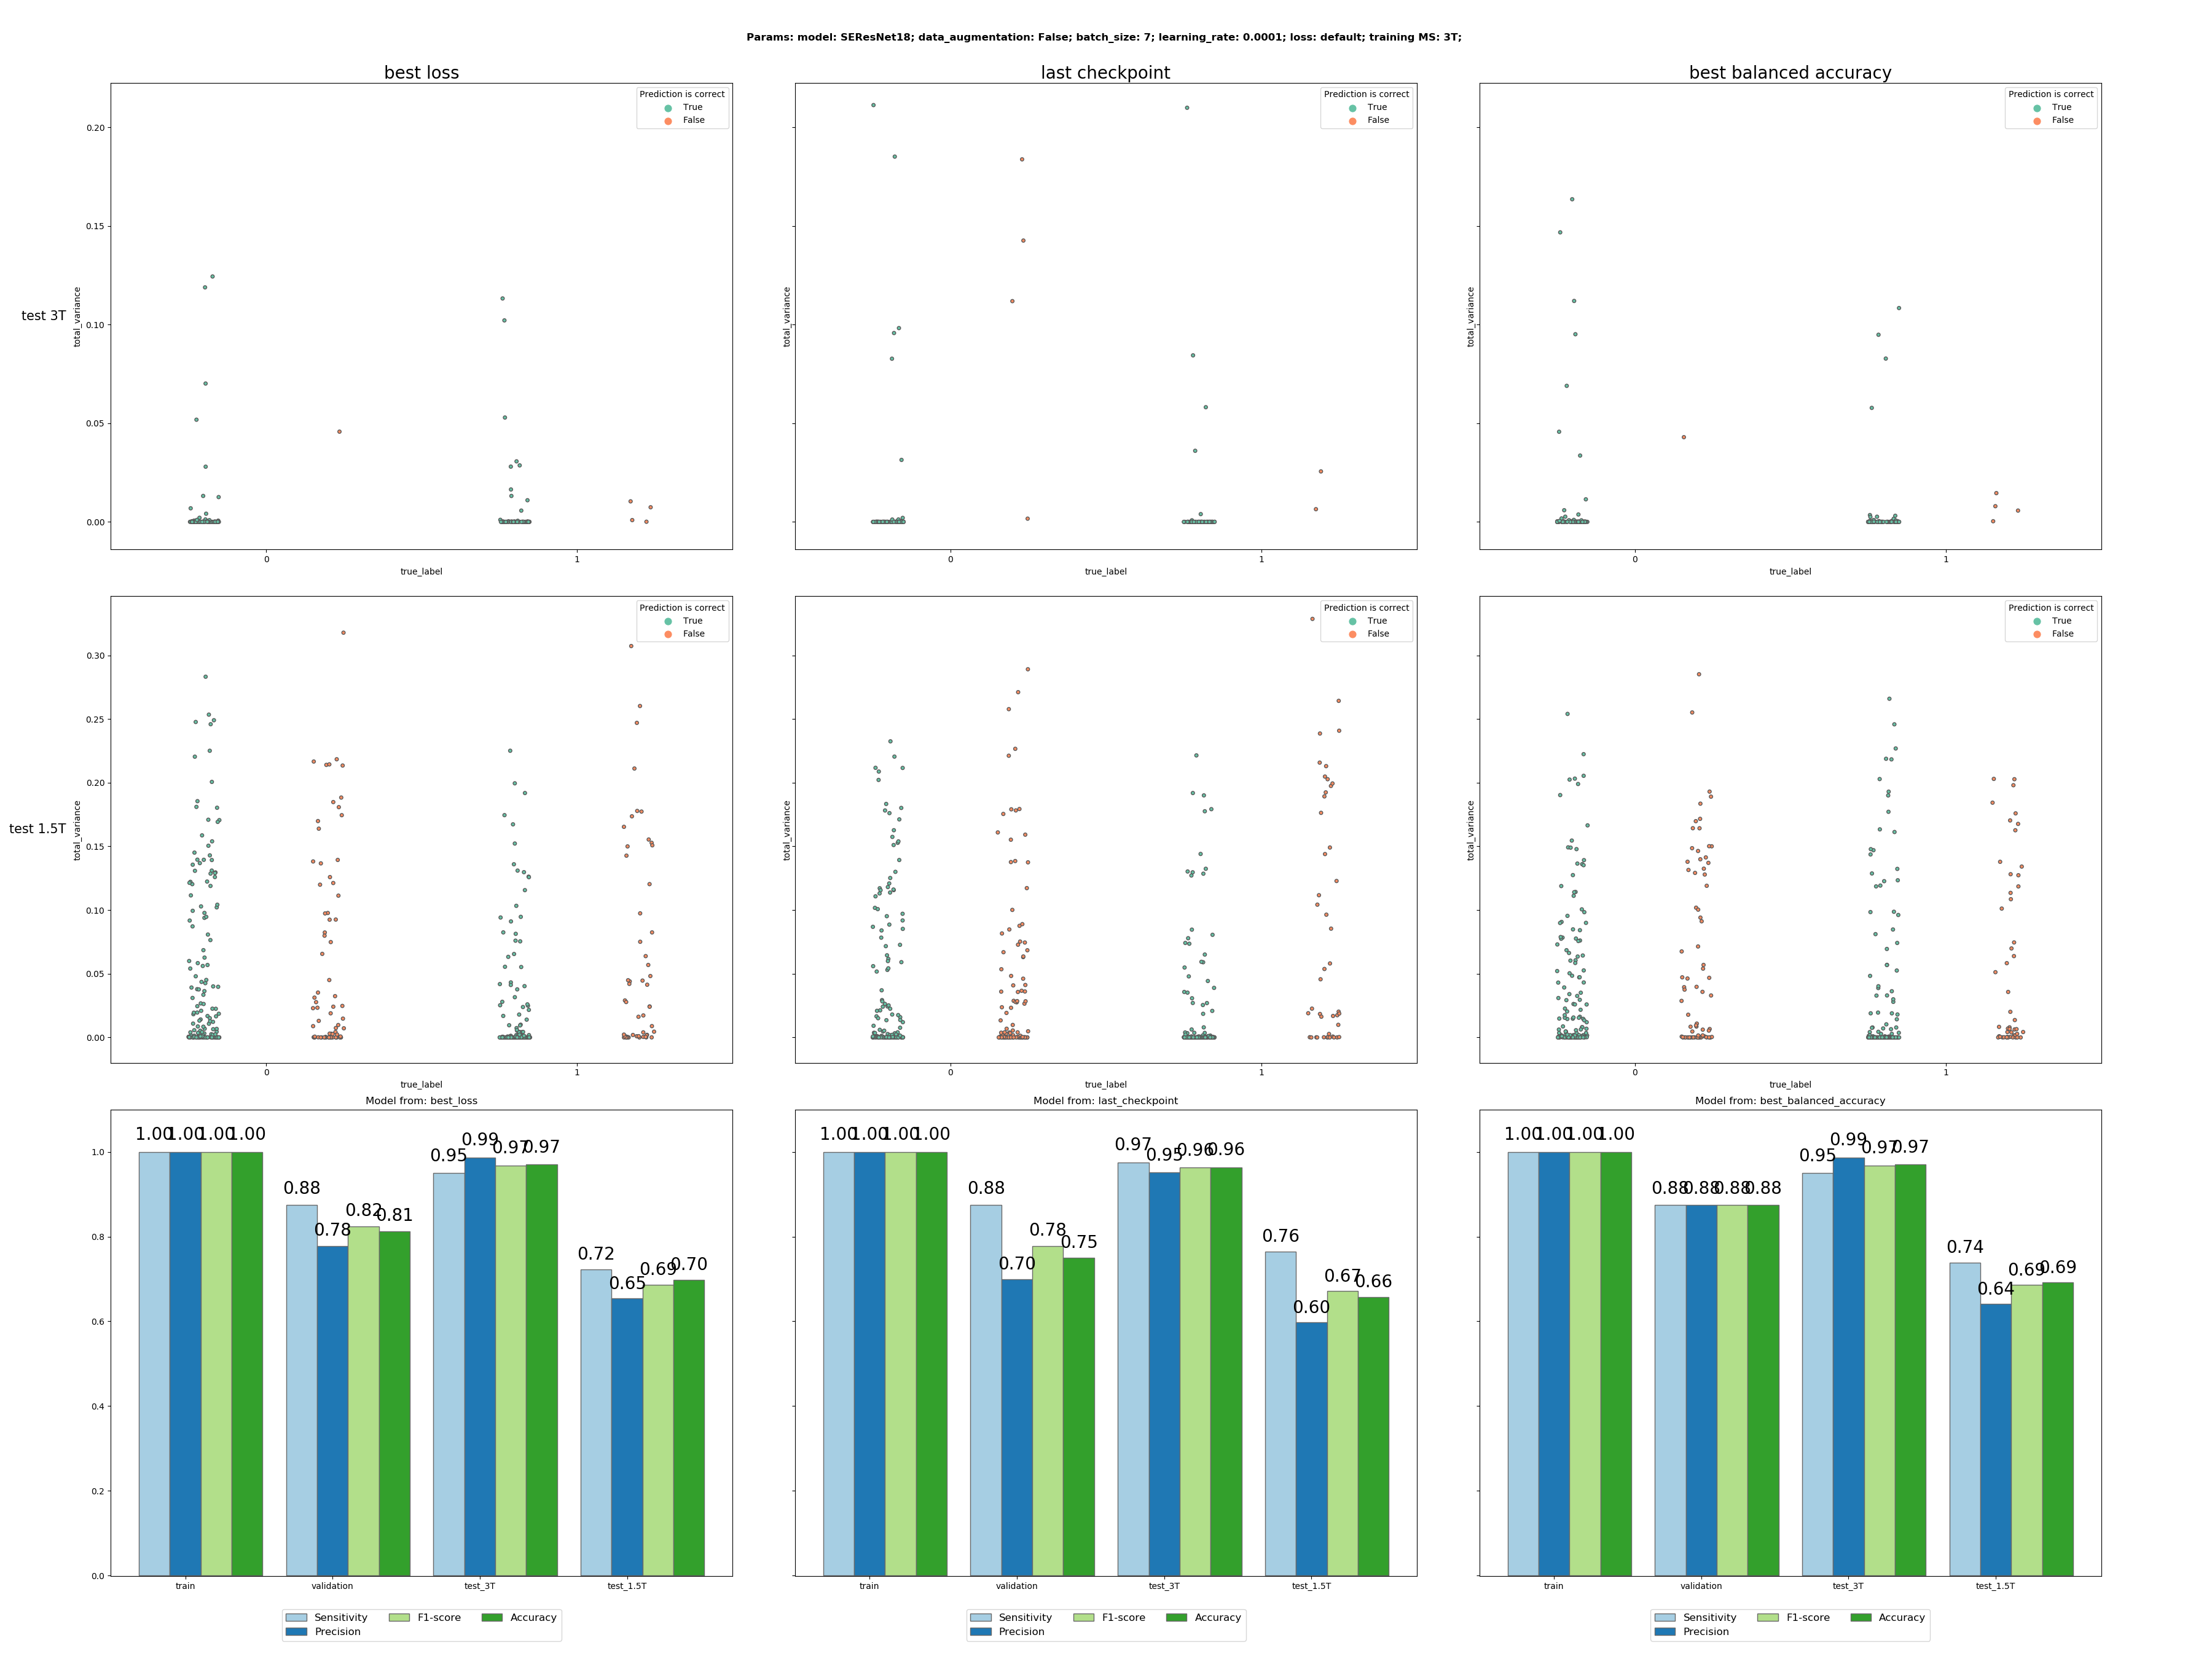 Params: model: SEResNet18; data_augmentation: False; batch_size: 7; learning_rate: 0.0001; loss: default; training MS: 3T;
best loss
last checkpoint
best balanced accuracy
test 3T
total_variance
0.20
0.15
0.10
0.05
0.00
Prediction is correct
True
False
0
1
true_label
total_variance
Prediction is correct
True
False
0
1
true_label
total_variance
Prediction is correct
True
False
0
1
true_label
test 1.5T
total_variance
0.30
0.25
0.20
0.15
0.10
0.05
0.00
Prediction is correct
True
False
0
1
true_label
total_variance
Prediction is correct
True
False
0
1
true_label
total_variance
Prediction is correct
True
False
0
1
true_label
Model from: best_loss
1.0
0.8
0.6
0.4
0.2
0.0
1.00 1.00 1.00 1.00
0.88 0.78 0.82 0.81
0.95 0.99 0.97 0.97
0.72 0.65 0.69 0.70
train validation test_3T test_1.5T
Sensitivity F1-score Accuracy
Precision
Model from: last_checkpoint
1.00 1.00 1.00 1.00
0.88 0.70 0.78 0.75
0.97 0.95 0.96 0.96
0.76 0.60 0.67 0.66
train validation test_3T test_1.5T
Sensitivity F1-score Accuracy
Precision
Model from: best_balanced_accuracy
1.00 1.00 1.00 1.00
0.88 0.88 0.88 0.88
0.95 0.99 0.97 0.97
0.74 0.64 0.69 0.69
train validation test_3T test_1.5T
Sensitivity F1-score Accuracy
Precision